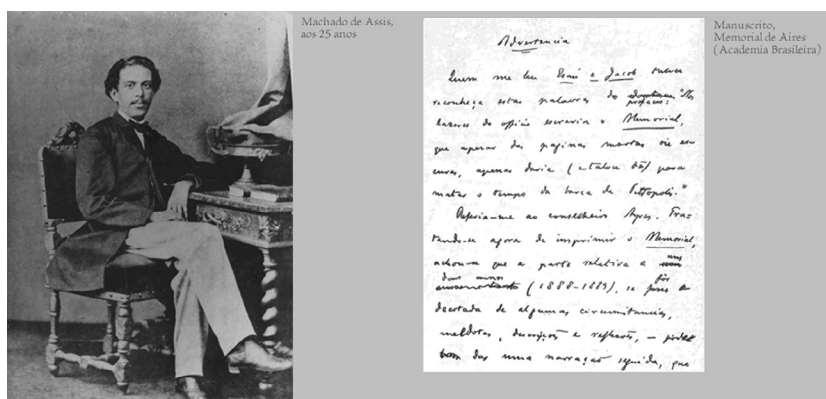 Machado de Assis,
aos 25 anos
Manuscrito,
Memorial de Aires
(Academia Brasileira)
Advertencia
Quem me leu Esaú e Jacob talvez
reconheça estas palavras do prefacio: "Nos
lazeres do officio escrevia o Memorial,
que apesar das paginas mortas ou es-
curas, apenas daria (e talvez dê) para
matar o tempo da barca de Petropolis."
Referia-me ao conselheiro Ayres. Tra-
tando-se agora de imprimir o Memorial,
achou-se que a parte relativa a uns
dous annos (1888-1889), se for
decotada de algumas circumstancias,
anecdotas, descripções e reflexões, – póde
dar uma narração seguida, que